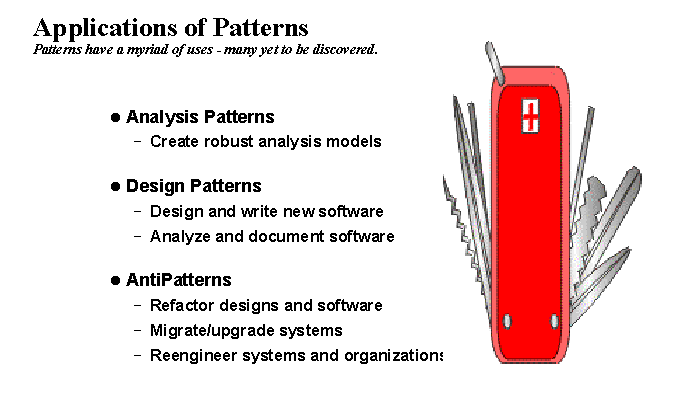 Applications of Patterns
Patterns have a myriad of uses - many yet to be discovered.
● Analysis Patterns
– Create robust analysis models
● Design Patterns
– Design and write new software
– Analyze and document software
● AntiPatterns
– Refactor designs and software
– Migrate/upgrade systems
– Reengineer systems and organizations